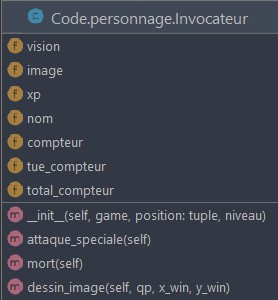 C Code.personnage.Invocateur
f vision
f image
f xp
f nom
f compteur
f tue_compteur
f total_compteur
m __init__(self, game, position: tuple, niveau)
m attaque_speciale(self)
m mort(self)
m dessin_image(self, qp, x_win, y_win)